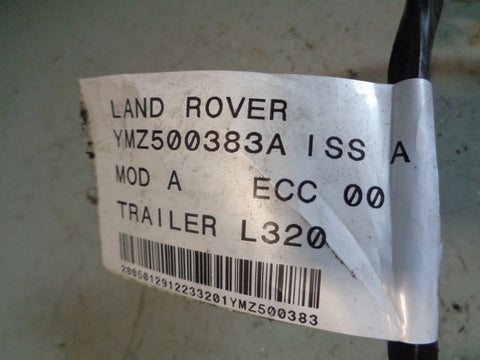 LAND ROVER
YMZ500383A ISS A
MOD A ECC 00
TRAILER L320
2005012912233201YMZ500383